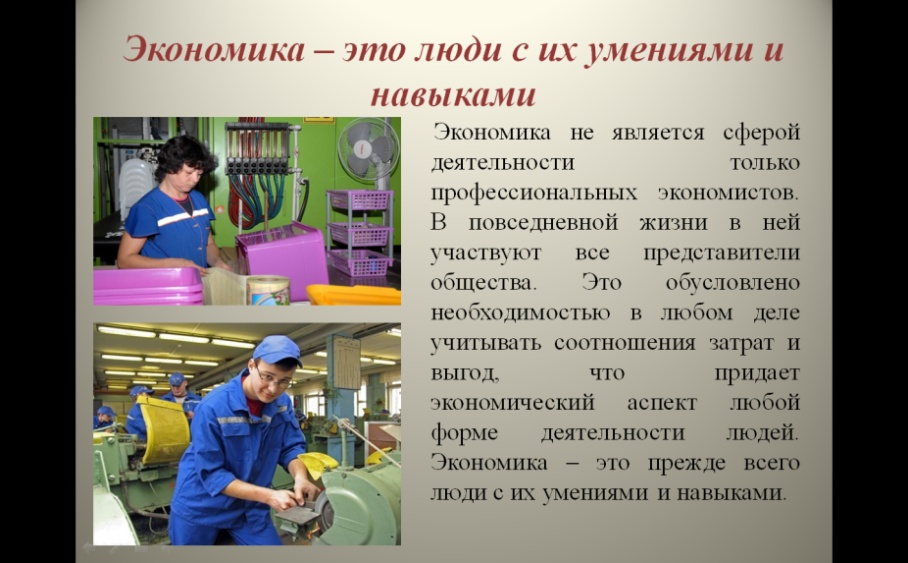 Экономика – это люди с их умениями и
навыками
Экономика не является сферой
деятельности только
профессиональных экономистов.
В повседневной жизни в ней
участвуют все представители
общества. Это обусловлено
необходимостью в любом деле
учитывать соотношения затрат и
выгод, что придает
экономический аспект любой
форме деятельности людей.
Экономика – это прежде всего
люди с их умениями и навыками.